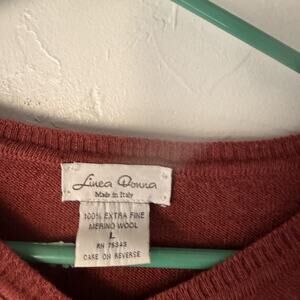 Linea Donna
Made in Italy
100% EXTRA FINE
MERINO WOOL
L
RN 75343
CARE ON REVERSE